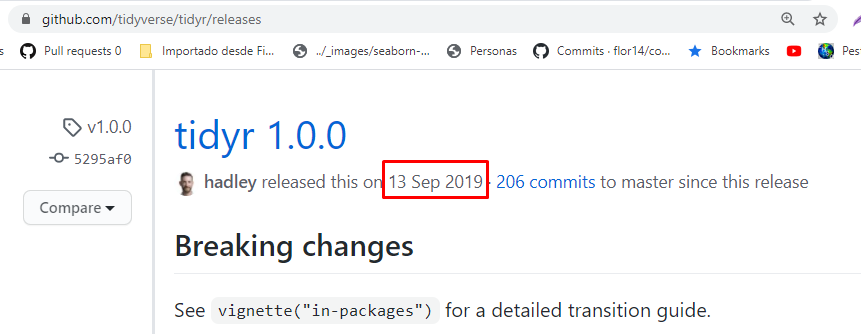 github.com/tidyverse/tidyr/releases
Pull requests 0 Importado desde Fi... ../_images/seaborn-... Personas Commits · flor14/co... Bookmarks Pest
v1.0.0
5295af0
Compare
tidyr 1.0.0
hadley released this on 13 Sep 2019 · 206 commits to master since this release
Breaking changes
See vignette("in-packages") for a detailed transition guide.